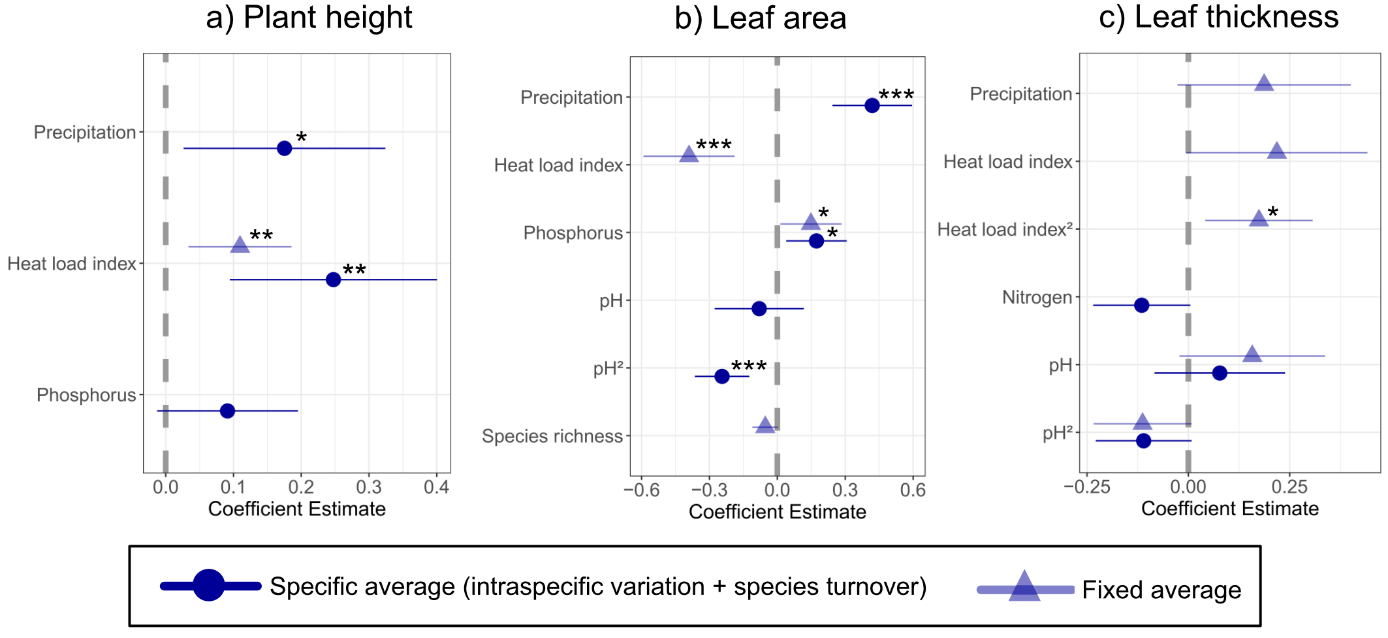 a) Plant height
Precipitation
*
**
Heat load index
**
Phosphorus
0.0 0.1 0.2 0.3 0.4
Coefficient Estimate
b) Leaf area
Precipitation
***
Heat load index
***
Phosphorus
*
*
pH
pH²
***
Species richness
−0.6 −0.3 0.0 0.3 0.6
Coefficient Estimate
c) Leaf thickness
Precipitation
Heat load index
Heat load index²
*
Nitrogen
pH
pH²
−0.25 0.00 0.25
Coefficient Estimate
Specific average (intraspecific variation + species turnover)
Fixed average